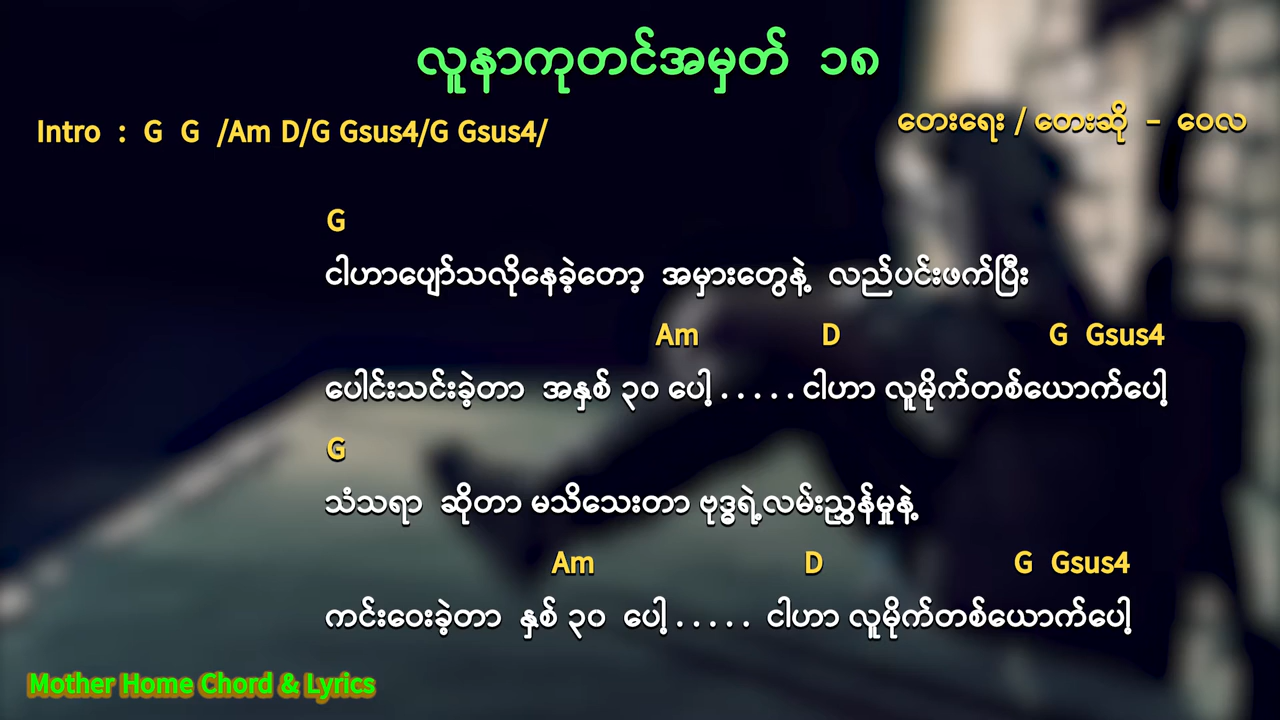 လူနာကုတင်အမှတ် ၁၈
Intro : G G /Am D/G Gsus4/G Gsus4/
တေးရေး / တေးဆို - ဝေလ
G
ငါဟာပျော်သလိုနေခဲ့တော့ အမှားတွေနဲ့ လည်ပင်းဖက်ပြီး
Am D G Gsus4
ပေါင်းသင်းခဲ့တာ အနှစ် ၃၀ ပေါ့ . . . . . ငါဟာ လူမိုက်တစ်ယောက်ပေါ့
G
သံသရာ ဆိုတာ မသိသေးတာ ဗုဒ္ဓရဲ့လမ်းညွှန်မှုနဲ့
Am D G Gsus4
ကင်းဝေးခဲ့တာ နှစ် ၃၀ ပေါ့ . . . . . ငါဟာ လူမိုက်တစ်ယောက်ပေါ့
Mother Home Chord & Lyrics